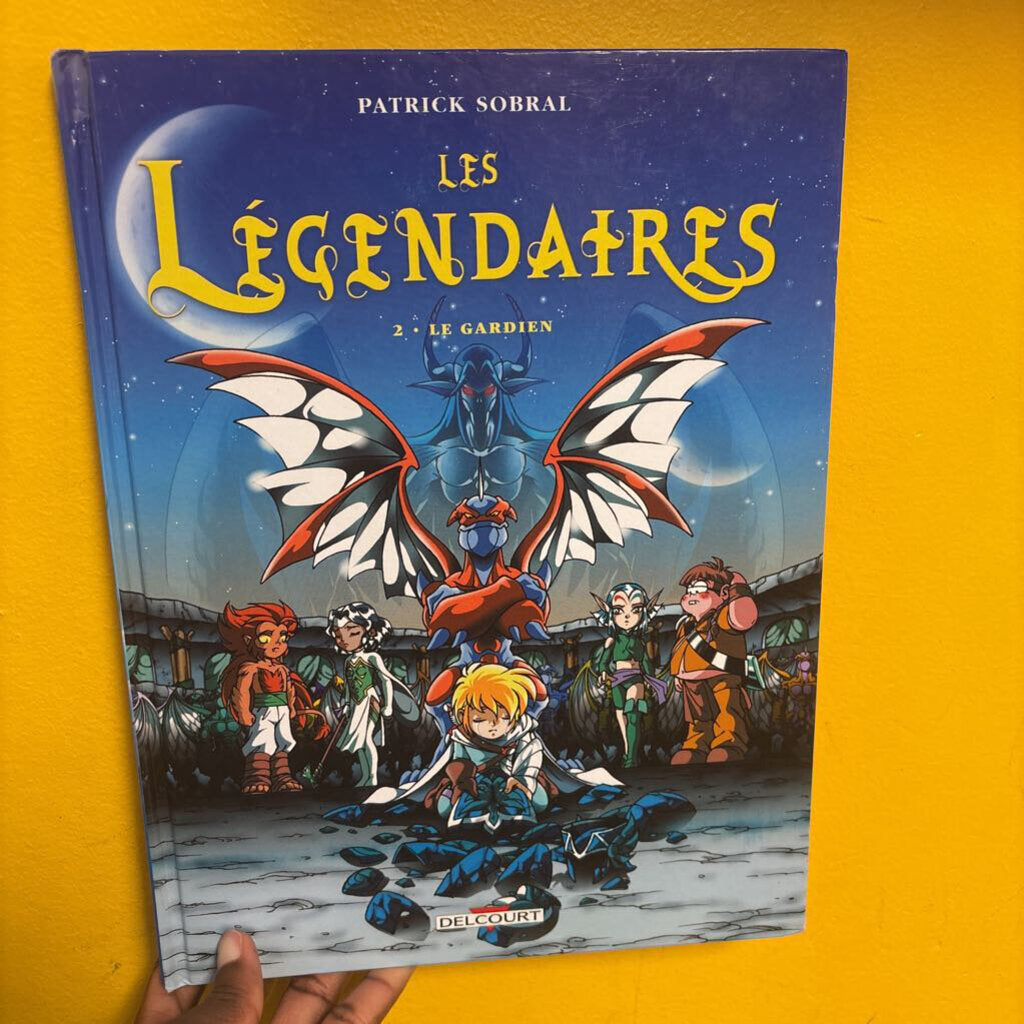 PATRICK SOBRAL
LES
LÉGENDAIRES
2 • LE GARDIEN
DELCOURT